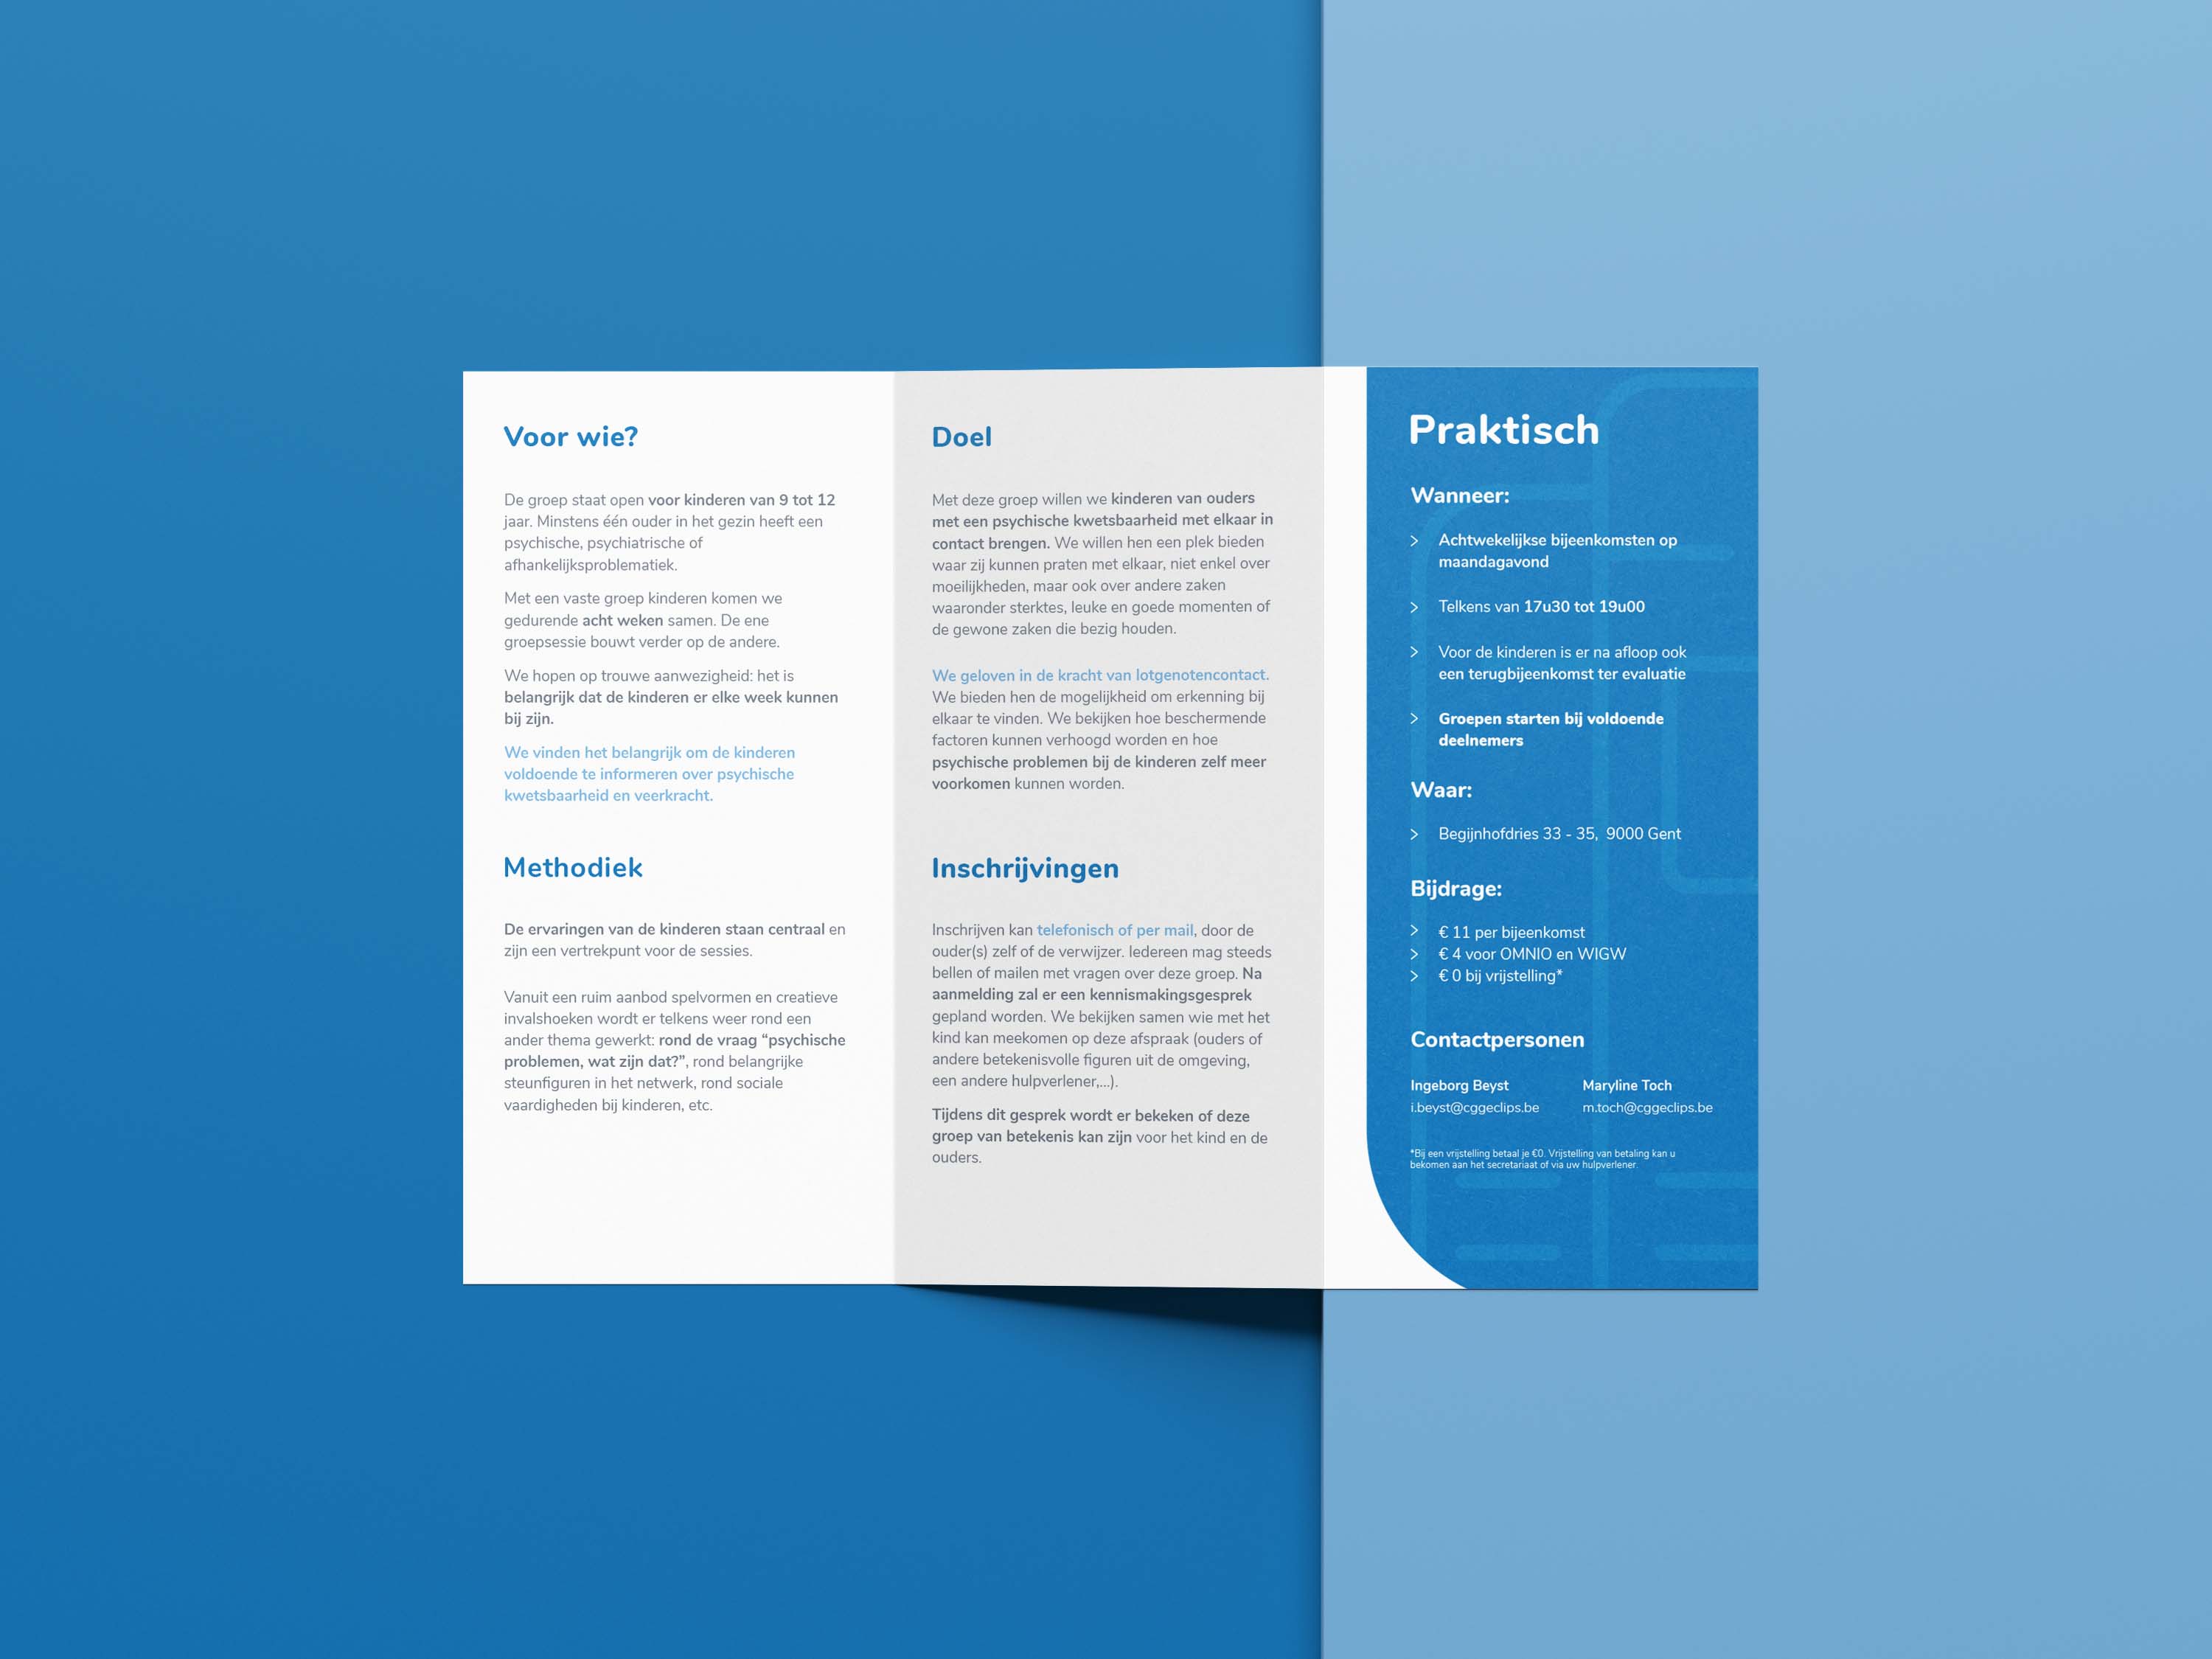 Voor wie?
De groep staat open voor kinderen van 9 tot 12
jaar. Minstens één ouder in het gezin heeft een
psychische, psychiatrische of
afhankelijksproblematiek.
Met een vaste groep kinderen komen we
gedurende acht weken samen. De ene
groepsessie bouwt verder op de andere.
We hopen op trouwe aanwezigheid: het is
belangrijk dat de kinderen er elke week kunnen
bij zijn.
We vinden het belangrijk om de kinderen
voldoende te informeren over psychische
kwetsbaarheid en veerkracht.
Methodiek
De ervaringen van de kinderen staan centraal en
zijn een vertrekpunt voor de sessies.
Vanuit een ruim aanbod spelvormen en creatieve
invalshoeken wordt er telkens weer rond een
ander thema gewerkt: rond de vraag “psychische
problemen, wat zijn dat?”, rond belangrijke
steunfiguren in het netwerk, rond sociale
vaardigheden bij kinderen, etc.
Doel
Met deze groep willen we kinderen van ouders
met een psychische kwetsbaarheid met elkaar in
contact brengen. We willen hen een plek bieden
waar zij kunnen praten met elkaar, niet enkel over
moeilijkheden, maar ook over andere zaken
waaronder sterktes, leuke en goede momenten of
de gewone zaken die bezig houden.
We geloven in de kracht van lotgenotencontact.
We bieden hen de mogelijkheid om erkenning bij
elkaar te vinden. We bekijken hoe beschermende
factoren kunnen verhoogd worden en hoe
psychische problemen bij de kinderen zelf meer
voorkomen kunnen worden.
Inschrijvingen
Inschrijven kan telefonisch of per mail, door de
ouder(s) zelf of de verwijzer. Iedereen mag steeds
bellen of mailen met vragen over deze groep. Na
aanmelding zal er een kennismakingsgesprek
gepland worden. We bekijken samen wie met het
kind kan meekomen op deze afspraak (ouders of
andere betekenisvolle figuren uit de omgeving,
een andere hulpverlener,...).
Tijdens dit gesprek wordt er bekeken of deze
groep van betekenis kan zijn voor het kind en de
ouders.
Praktisch
Wanneer:
> Achtwekelijkse bijeenkomsten op
maandagavond
> Telkens van 17u30 tot 19u00
> Voor de kinderen is er na afloop ook
een terugbijeenkomst ter evaluatie
> Groepen starten bij voldoende
deelnemers
Waar:
> Begijnhofdries 33 - 35, 9000 Gent
Bijdrage:
> € 11 per bijeenkomst
> € 4 voor OMNIO en WIGW
> € 0 bij vrijstelling*
Contactpersonen
Ingeborg Beyst
i.beyst@cggeclips.be
Maryline Toch
m.toch@cggeclips.be
*Bij een vrijstelling betaal je €0. Vrijstelling van betaling kan u
bekomen aan het secretariaat of via uw hulpverlener.